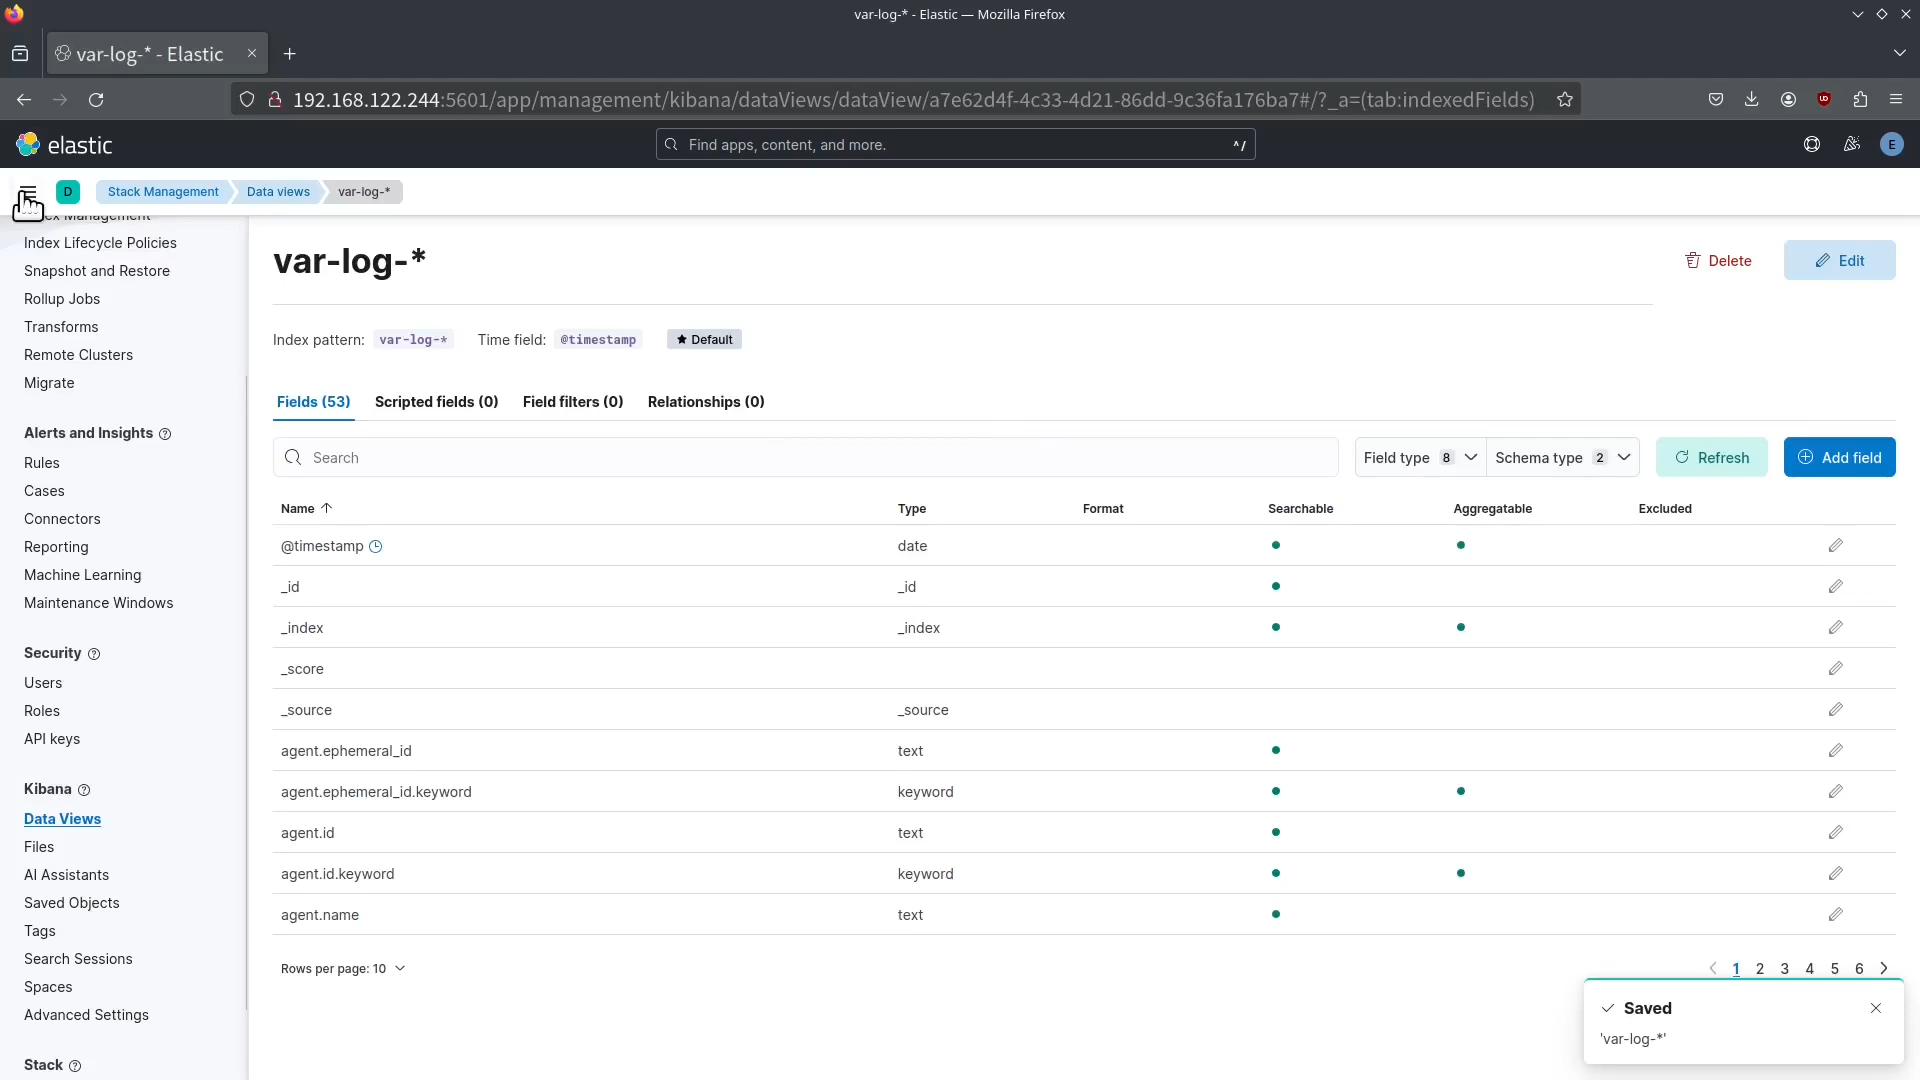 var-log-* - Elastic — Mozilla Firefox
var-log-* - Elastic
192.168.122.244:5601/app/management/kibana/dataViews/dataView/a7e62d4f-4c33-4d21-86dd-9c36fa176ba7#/?_a=(tab:indexedFields)
elastic
Find apps, content, and more.
^/
E
D
Stack Management
Data views
var-log-*
Index Management
Index Lifecycle Policies
Snapshot and Restore
Rollup Jobs
Transforms
Remote Clusters
Migrate
Alerts and Insights
Rules
Cases
Connectors
Reporting
Machine Learning
Maintenance Windows
Security
Users
Roles
API keys
Kibana
Data Views
Files
AI Assistants
Saved Objects
Tags
Search Sessions
Spaces
Advanced Settings
Stack
var-log-*
Delete
Edit
Index pattern: var-log-* Time field: @timestamp Default
Fields (53) Scripted fields (0) Field filters (0) Relationships (0)
Search
Field type 8
Schema type 2
Refresh
Add field
Name Type Format Searchable Aggregatable Excluded
@timestamp date
_id _id
_index _index
_score
_source _source
agent.ephemeral_id text
agent.ephemeral_id.keyword keyword
agent.id text
agent.id.keyword keyword
agent.name text
Rows per page: 10
1 2 3 4 5 6
Saved
'var-log-*'